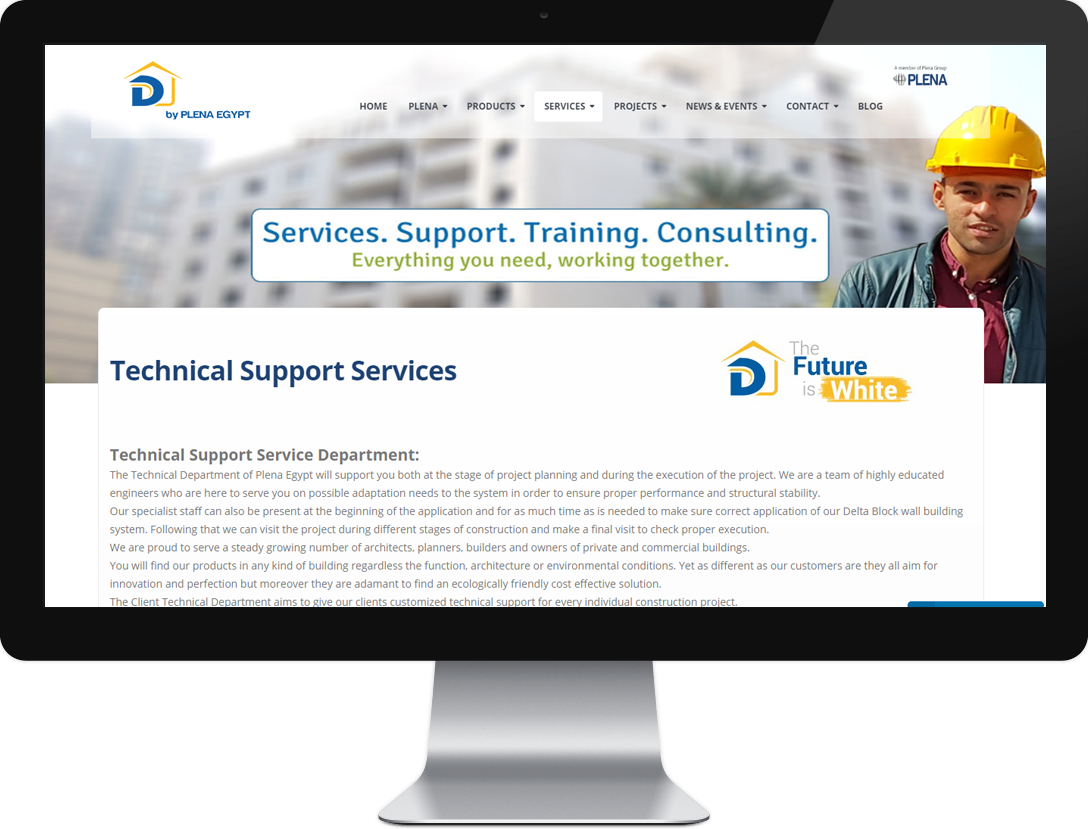 A member of Plena Group
PLENA
D
by PLENA EGYPT
HOME PLENA PRODUCTS SERVICES PROJECTS NEWS & EVENTS CONTACT BLOG
Services. Support. Training. Consulting.
Everything you need, working together.
Technical Support Services
D
The
Future
is White
Technical Support Service Department:
The Technical Department of Plena Egypt will support you both at the stage of project planning and during the execution of the project. We are a team of highly educated
engineers who are here to serve you on possible adaptation needs to the system in order to ensure proper performance and structural stability.
Our specialist staff can also be present at the beginning of the application and for as much time as is needed to make sure correct application of our Delta Block wall building
system. Following that we can visit the project during different stages of construction and make a final visit to check proper execution.
We are proud to serve a steady growing number of architects, planners, builders and owners of private and commercial buildings.
You will find our products in any kind of building regardless the function, architecture or environmental conditions. Yet as different as our customers are they all aim for
innovation and perfection but moreover they are adamant to find an ecologically friendly cost effective solution.
The Client Technical Department aims to give our clients customized technical support for every individual construction project.